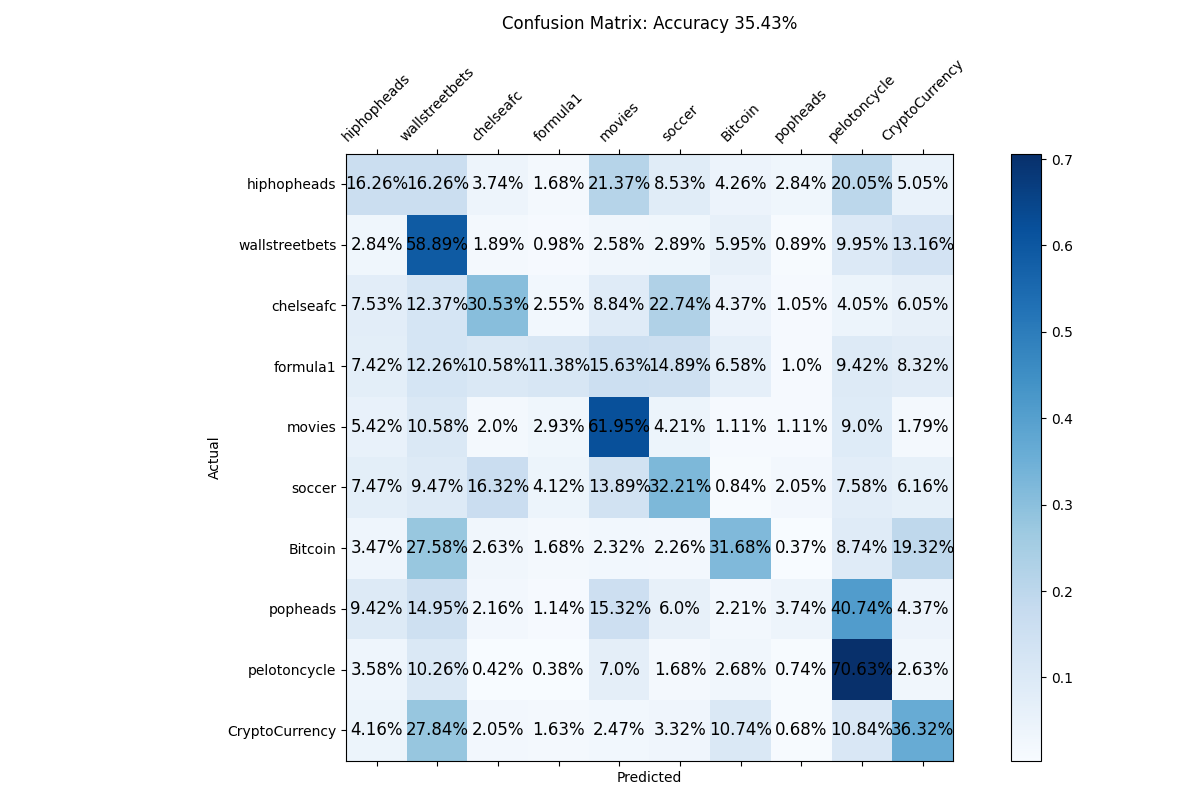 Confusion Matrix: Accuracy 35.43%
hiphopheads wallstreetbets chelseafc formula1 movies soccer Bitcoin popheads pelotoncycle CryptoCurrency
hiphopheads 16.26% 16.26% 3.74% 1.68% 21.37% 8.53% 4.26% 2.84% 20.05% 5.05%
wallstreetbets 2.84% 58.89% 1.89% 0.98% 2.58% 2.89% 5.95% 0.89% 9.95% 13.16%
chelseafc 7.53% 12.37% 30.53% 2.55% 8.84% 22.74% 4.37% 1.05% 4.05% 6.05%
formula1 7.42% 12.26% 10.58% 11.38% 15.63% 14.89% 6.58% 1.0% 9.42% 8.32%
movies 5.42% 10.58% 2.0% 2.93% 61.95% 4.21% 1.11% 1.11% 9.0% 1.79%
soccer 7.47% 9.47% 16.32% 4.12% 13.89% 32.21% 0.84% 2.05% 7.58% 6.16%
Bitcoin 3.47% 27.58% 2.63% 1.68% 2.32% 2.26% 31.68% 0.37% 8.74% 19.32%
popheads 9.42% 14.95% 2.16% 1.14% 15.32% 6.0% 2.21% 3.74% 40.74% 4.37%
pelotoncycle 3.58% 10.26% 0.42% 0.38% 7.0% 1.68% 2.68% 0.74% 70.63% 2.63%
CryptoCurrency 4.16% 27.84% 2.05% 1.63% 2.47% 3.32% 10.74% 0.68% 10.84% 36.32%
Actual
Predicted
0.7
0.6
0.5
0.4
0.3
0.2
0.1